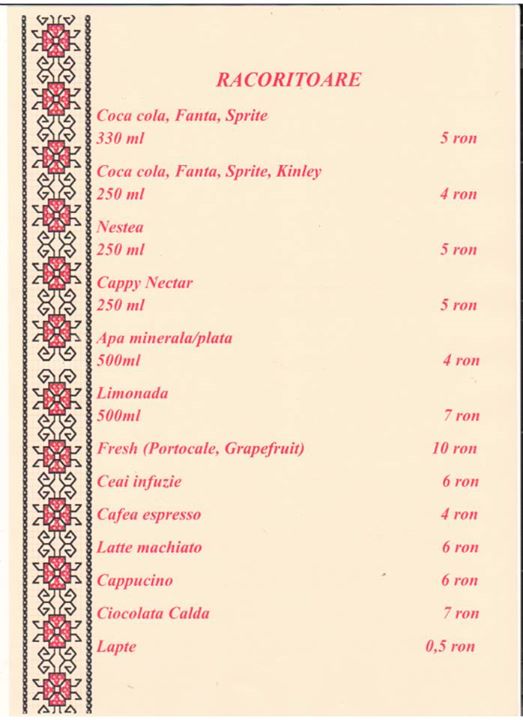 RACORITOARE
Coca cola, Fanta, Sprite
330 ml 5 ron
Coca cola, Fanta, Sprite, Kinley
250 ml 4 ron
Nestea
250 ml 5 ron
Cappy Nectar
250 ml 5 ron
Apa minerala/plata
500ml 4 ron
Limonada
500ml 7 ron
Fresh (Portocale, Grapefruit) 10 ron
Ceai infuzie 6 ron
Cafea espresso 4 ron
Latte machiato 6 ron
Cappucino 6 ron
Ciocolata Calda 7 ron
Lapte 0,5 ron